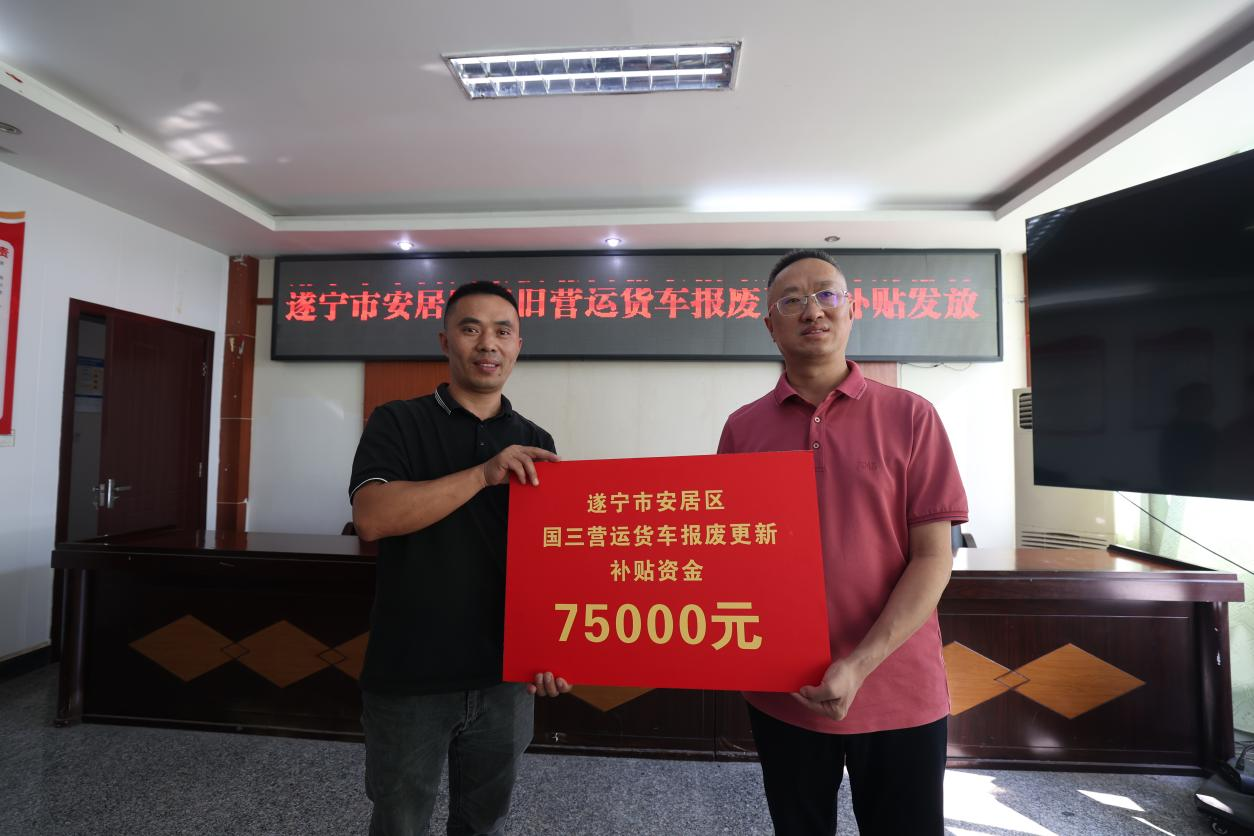 遂宁市安居 旧营运货车报废 补贴发放
遂宁市安居区
国三营运货车报废更新
补贴资金
75000元